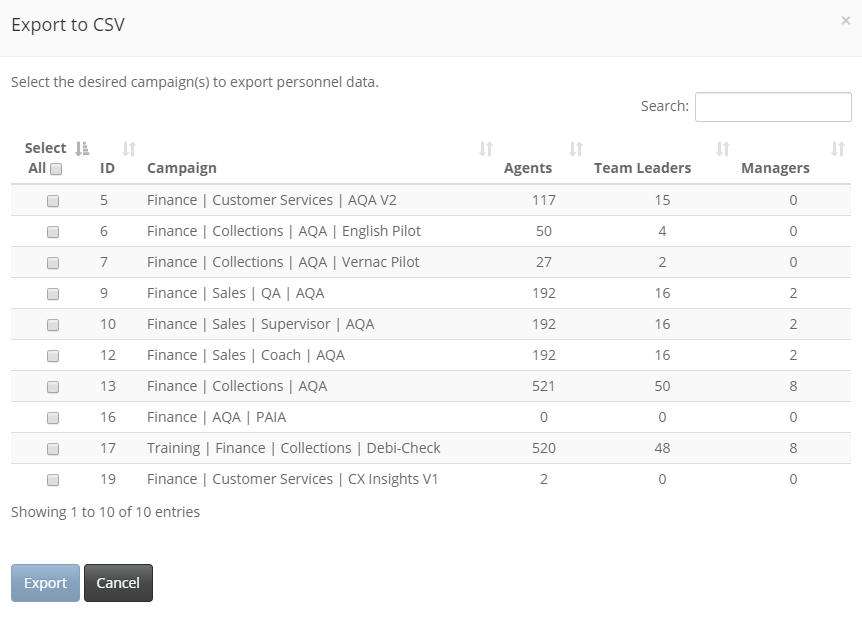 Export to CSV
×
Select the desired campaign(s) to export personnel data.
Search:
Select
All ID Campaign Agents Team Leaders Managers
5 Finance | Customer Services | AQA V2 117 15 0
6 Finance | Collections | AQA | English Pilot 50 4 0
7 Finance | Collections | AQA | Vernac Pilot 27 2 0
9 Finance | Sales | QA | AQA 192 16 2
10 Finance | Sales | Supervisor | AQA 192 16 2
12 Finance | Sales | Coach | AQA 192 16 2
13 Finance | Collections | AQA 521 50 8
16 Finance | AQA | PAIA 0 0 0
17 Training | Finance | Collections | Debi-Check 520 48 8
19 Finance | Customer Services | CX Insights V1 2 0 0
Showing 1 to 10 of 10 entries
Export Cancel